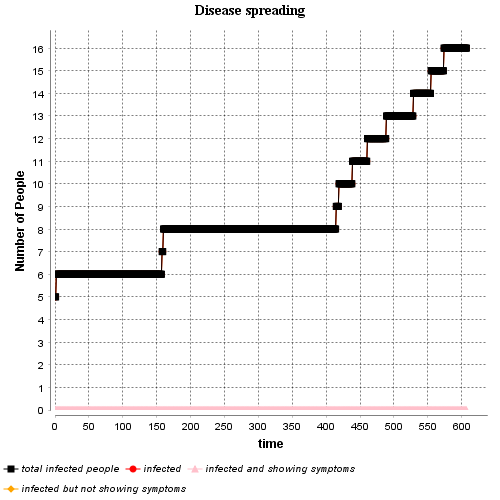 Disease spreading
Number of People
16
15
14
13
12
11
10
9
8
7
6
5
4
3
2
1
0
0 50 100 150 200 250 300 350 400 450 500 550 600
time
total infected people infected infected and showing symptoms
infected but not showing symptoms